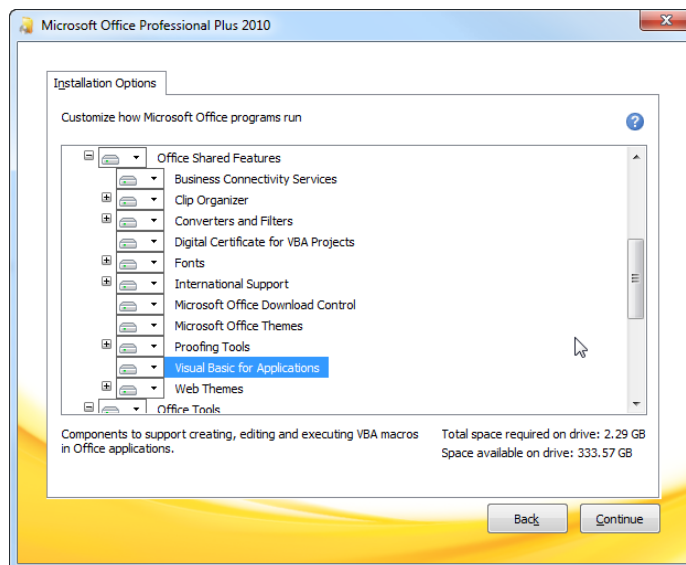 Microsoft Office Professional Plus 2010
Installation Options
Customize how Microsoft Office programs run
Office Shared Features
Business Connectivity Services
Clip Organizer
Converters and Filters
Digital Certificate for VBA Projects
Fonts
International Support
Microsoft Office Download Control
Microsoft Office Themes
Proofing Tools
Visual Basic for Applications
Web Themes
Office Tools
Components to support creating, editing and executing VBA macros
in Office applications.
Total space required on drive: 2.29 GB
Space available on drive: 333.57 GB
Back
Continue